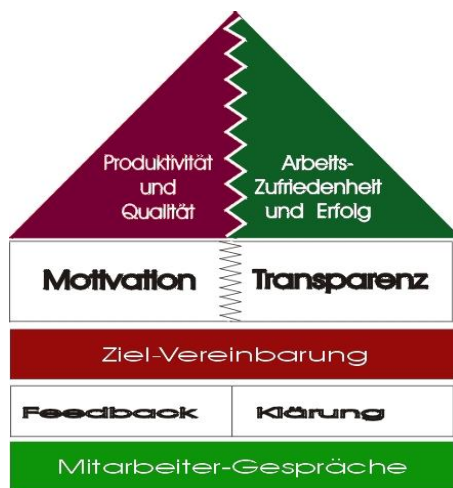 Produktivität
und
Qualität
Arbeits-
Zufriedenheit
und Erfolg
Motivation
Transparenz
Ziel-Vereinbarung
Feedback
Klärung
Mitarbeiter-Gespräche